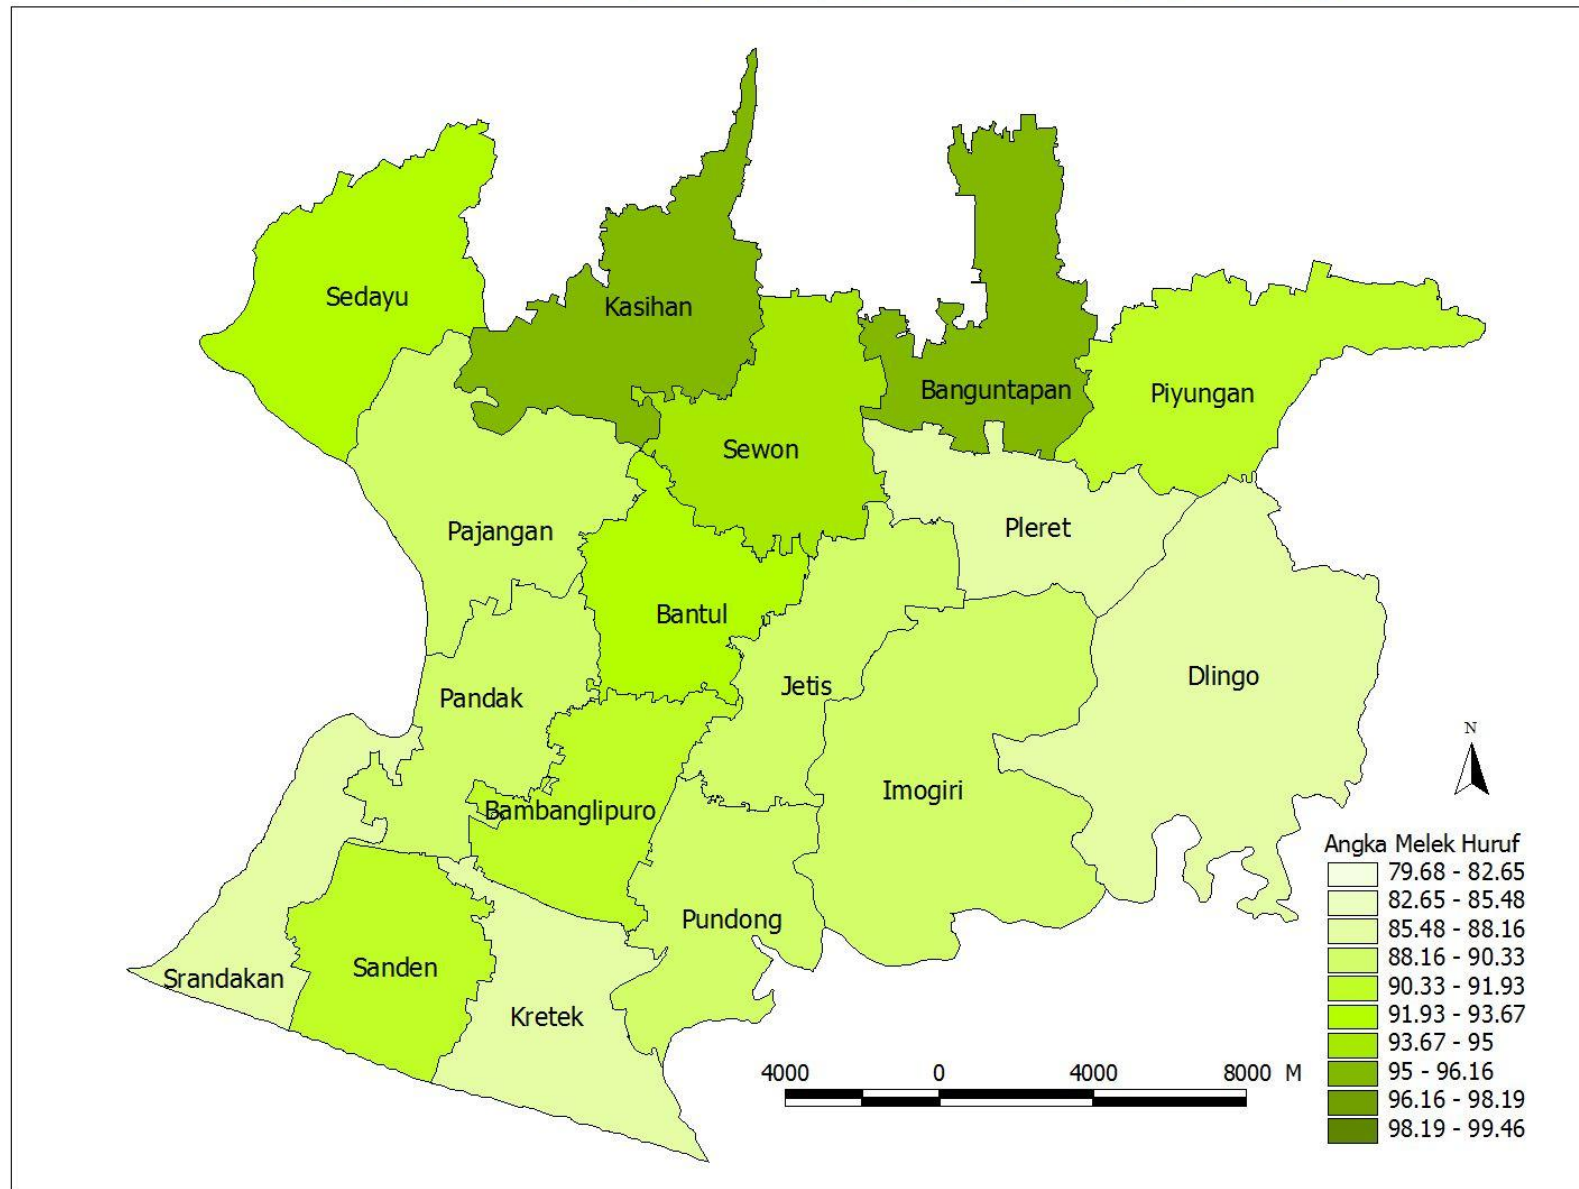 Sedayu
Kasihan
Banguntapan
Piyungan
Sewon
Pajangan
Pleret
Bantul
Dlingo
Jetis
Pandak
N
Imogiri
Bambanglipuro
Pundong
Sanden
Srandakan
Kretek
4000 0 4000 8000 M
Angka Melek Huruf
79.68 - 82.65
82.65 - 85.48
85.48 - 88.16
88.16 - 90.33
90.33 - 91.93
91.93 - 93.67
93.67 - 95
95 - 96.16
96.16 - 98.19
98.19 - 99.46